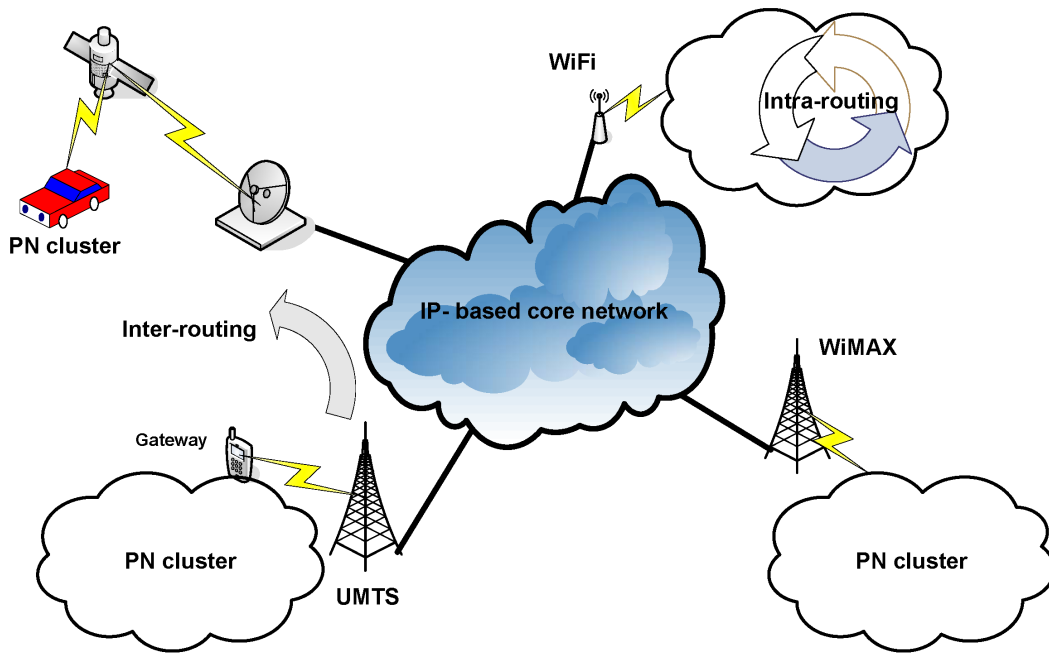 WiFi
Intra-routing
PN cluster
IP- based core network
Inter-routing
WiMAX
Gateway
PN cluster
PN cluster
UMTS